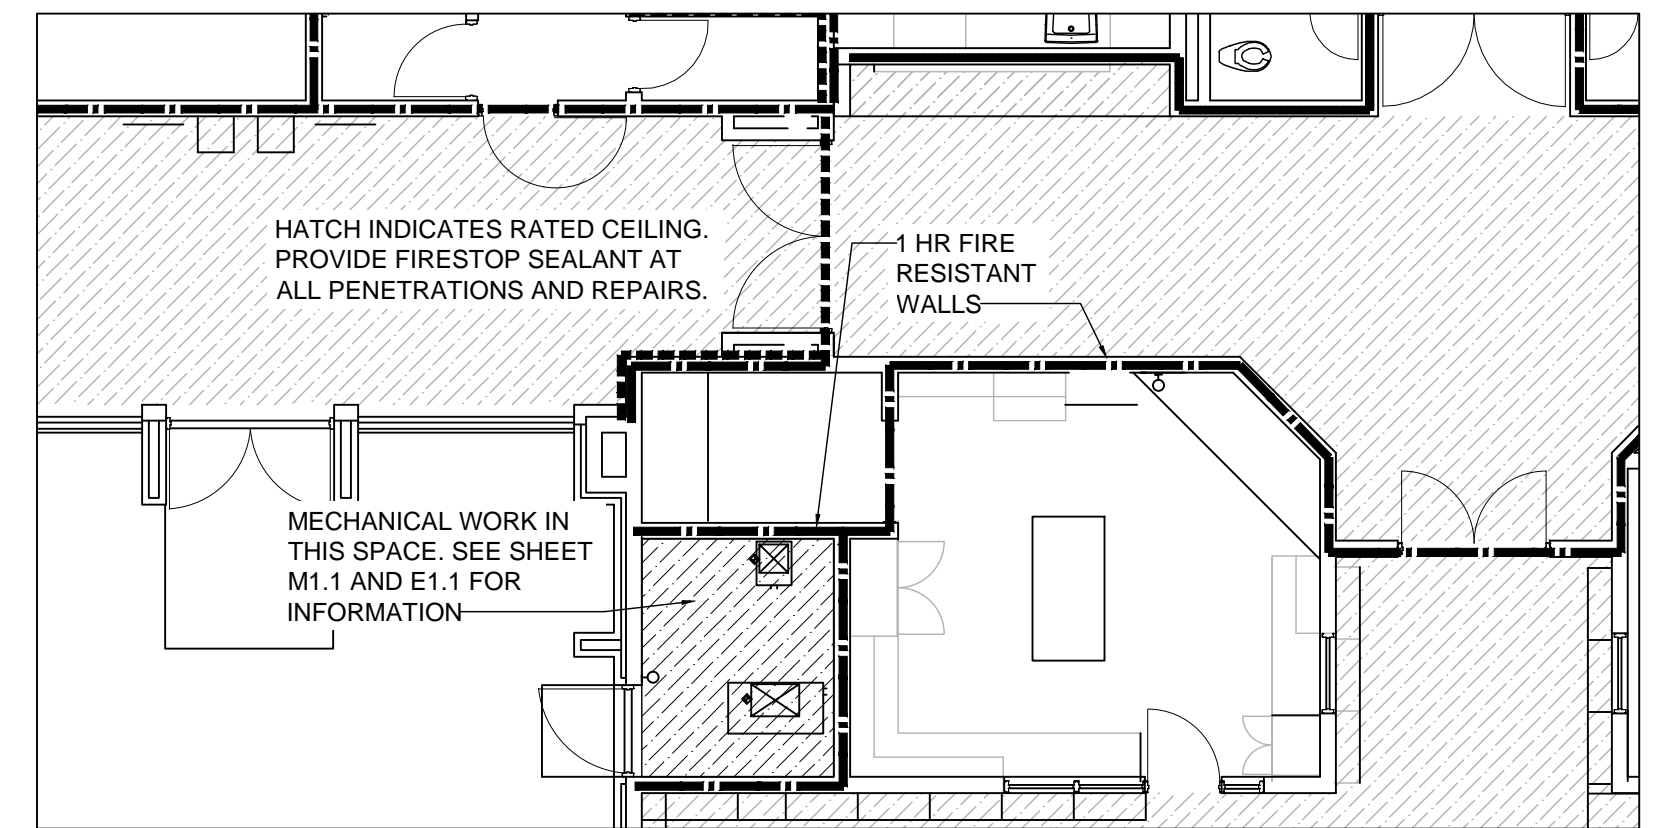 HATCH INDICATES RATED CEILING.
PROVIDE FIRESTOP SEALANT AT
ALL PENETRATIONS AND REPAIRS.
1 HR FIRE
RESISTANT
WALLS
MECHANICAL WORK IN
THIS SPACE. SEE SHEET
M1.1 AND E1.1 FOR
INFORMATION